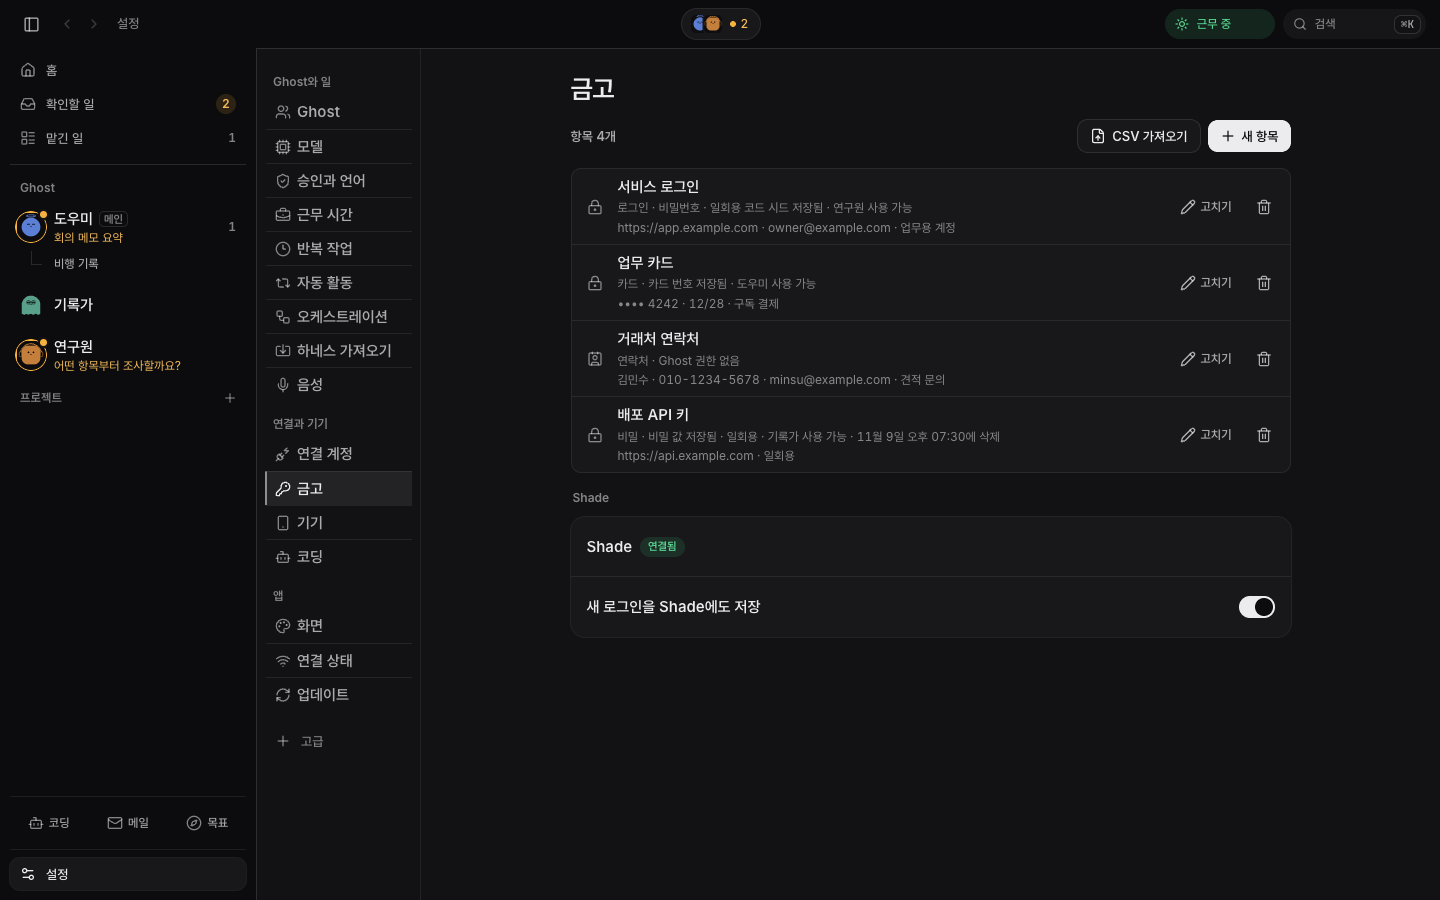 설정
2
근무 중
검색
⌘K
홈
확인할 일
2
맡긴 일
1
Ghost
도우미
메인
회의 메모 요약
1
비행 기록
기록가
연구원
어떤 항목부터 조사할까요?
프로젝트
코딩
메일
목표
설정
Ghost와 일
Ghost
모델
승인과 언어
근무 시간
반복 작업
자동 활동
오케스트레이션
하네스 가져오기
음성
연결과 기기
연결 계정
금고
기기
코딩
앱
화면
연결 상태
업데이트
고급
금고
항목 4개
CSV 가져오기
새 항목
서비스 로그인
로그인 · 비밀번호 · 일회용 코드 시드 저장됨 · 연구원 사용 가능
https://app.example.com · owner@example.com · 업무용 계정
고치기
업무 카드
카드 · 카드 번호 저장됨 · 도우미 사용 가능
•••• 4242 · 12/28 · 구독 결제
고치기
거래처 연락처
연락처 · Ghost 권한 없음
김민수 · 010-1234-5678 · minsu@example.com · 견적 문의
고치기
배포 API 키
비밀 · 비밀 값 저장됨 · 일회용 · 기록가 사용 가능 · 11월 9일 오후 07:30에 삭제
https://api.example.com · 일회용
고치기
Shade
Shade
연결됨
새 로그인을 Shade에도 저장